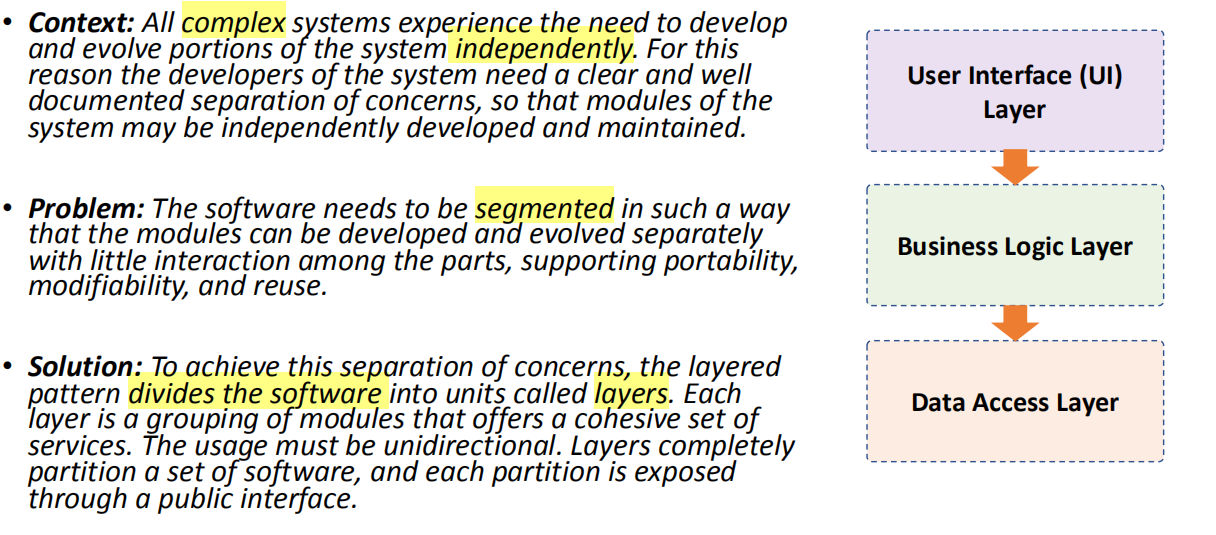 • Context: All complex systems experience the need to develop
and evolve portions of the system independently. For this
reason the developers of the system need a clear and well
documented separation of concerns, so that modules of the
system may be independently developed and maintained.
• Problem: The software needs to be segmented in such a way
that the modules can be developed and evolved separately
with little interaction among the parts, supporting portability,
modifiability, and reuse.
• Solution: To achieve this separation of concerns, the layered
pattern divides the software into units called layers. Each
layer is a grouping of modules that offers a cohesive set of
services. The usage must be unidirectional. Layers completely
partition a set of software, and each partition is exposed
through a public interface.
User Interface (UI)
Layer
Business Logic Layer
Data Access Layer